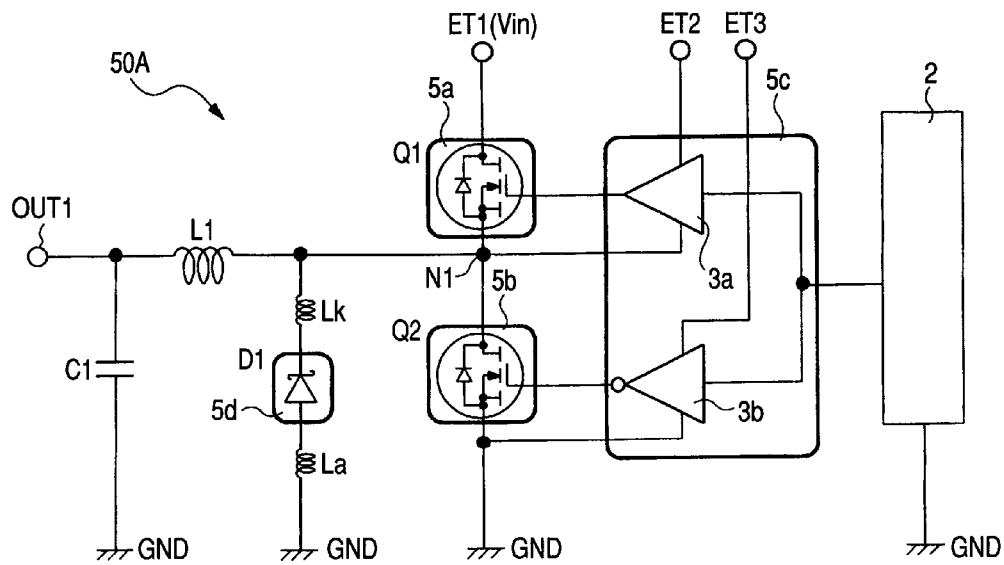 ET1(Vin)
ET2
ET3
50A
5a
5c
2
Q1
OUT1
L1
3a
N1
5b
Lk
Q2
D1
C1
5d
3b
La
GND
GND
GND
GND